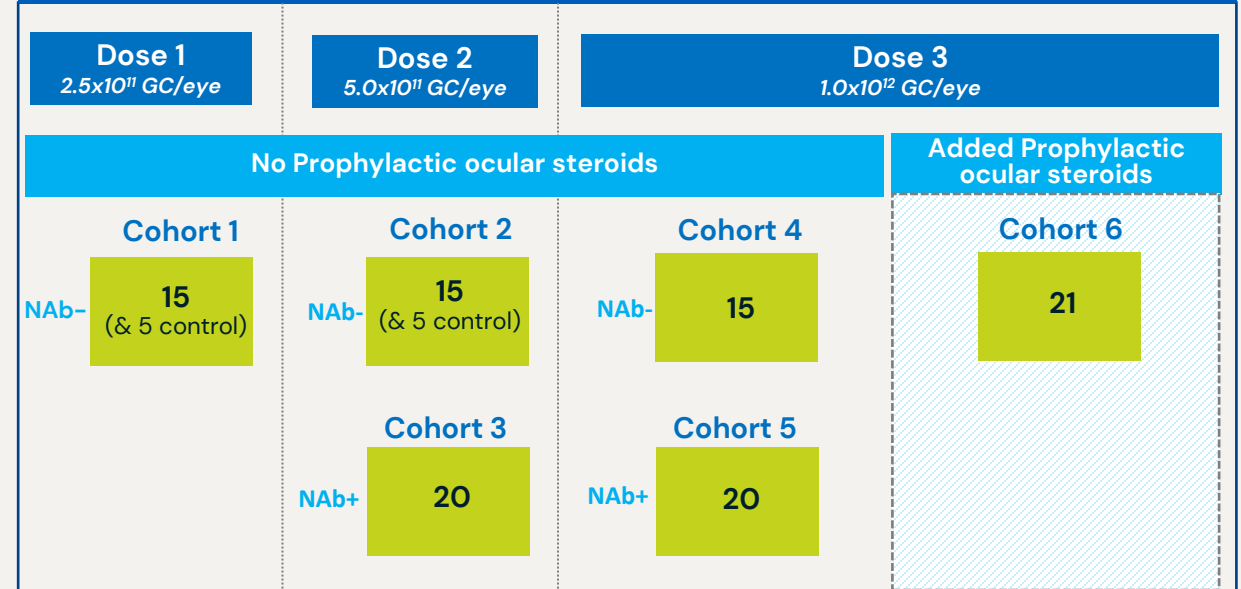 Dose 1
2.5x10¹¹ GC/eye
Dose 2
5.0x10¹¹ GC/eye
Dose 3
1.0x10¹² GC/eye
No Prophylactic ocular steroids
Added Prophylactic
ocular steroids
Cohort 1
NAb-
15
(& 5 control)
Cohort 2
NAb-
15
(& 5 control)
Cohort 4
NAb-
15
Cohort 6
21
Cohort 3
NAb+
20
Cohort 5
NAb+
20